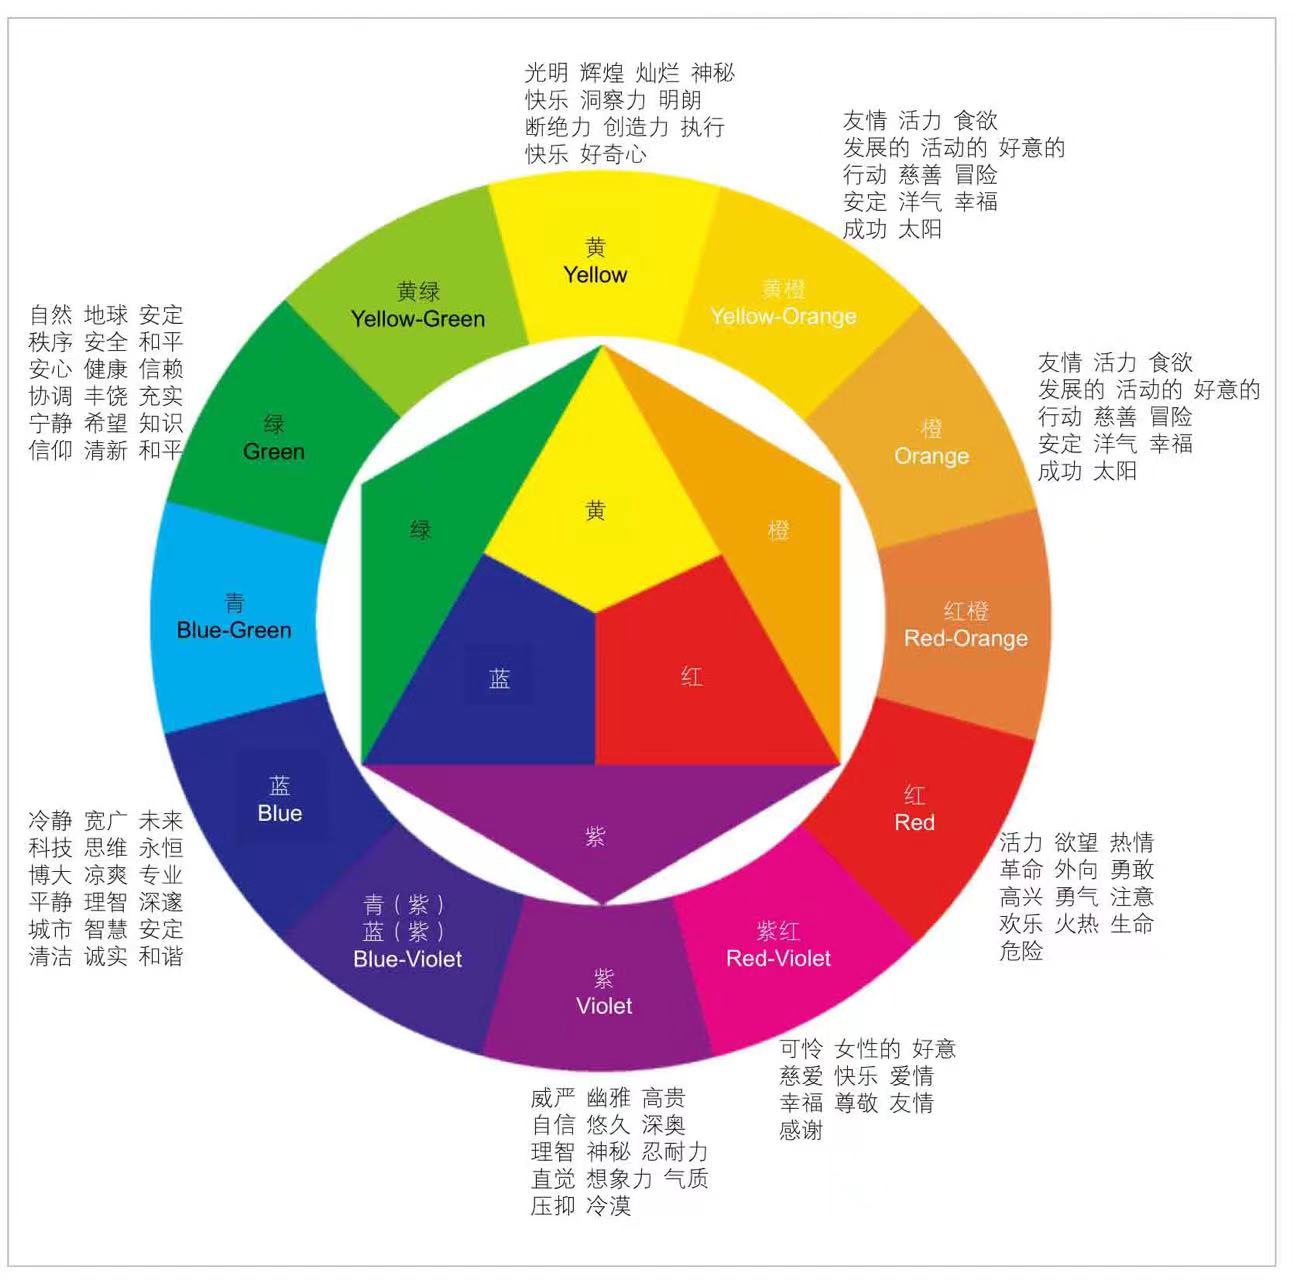 光明 辉煌 灿烂 神秘
快乐 洞察力 明朗
断绝力 创造力 执行
快乐 好奇心
友情 活力 食欲
发展的 活动的 好意的
行动 慈善 冒险
安定 洋气 幸福
成功 太阳
黄
Yellow
黄橙
Yellow-Orange
黄绿
Yellow-Green
自然 地球 安定
秩序 安全 和平
安心 健康 信赖
协调 丰饶 充实
宁静 希望 知识
信仰 清新 和平
绿
Green
橙
Orange
友情 活力 食欲
发展的 活动的 好意的
行动 慈善 冒险
安定 洋气 幸福
成功 太阳
黄
绿
橙
青
Blue-Green
红橙
Red-Orange
蓝
红
蓝
Blue
红
Red
紫
冷静 宽广 未来
科技 思维 永恒
博大 凉爽 专业
平静 理智 深邃
城市 智慧 安定
清洁 诚实 和谐
活力 欲望 热情
革命 外向 勇敢
高兴 勇气 注意
欢乐 火热 生命
危险
青（紫）
蓝（紫）
Blue-Violet
紫红
Red-Violet
紫
Violet
可怜 女性的 好意
慈爱 快乐 爱情
幸福 尊敬 友情
感谢
威严 幽雅 高贵
自信 悠久 深奥
理智 神秘 忍耐力
直觉 想象力 气质
压抑 冷漠